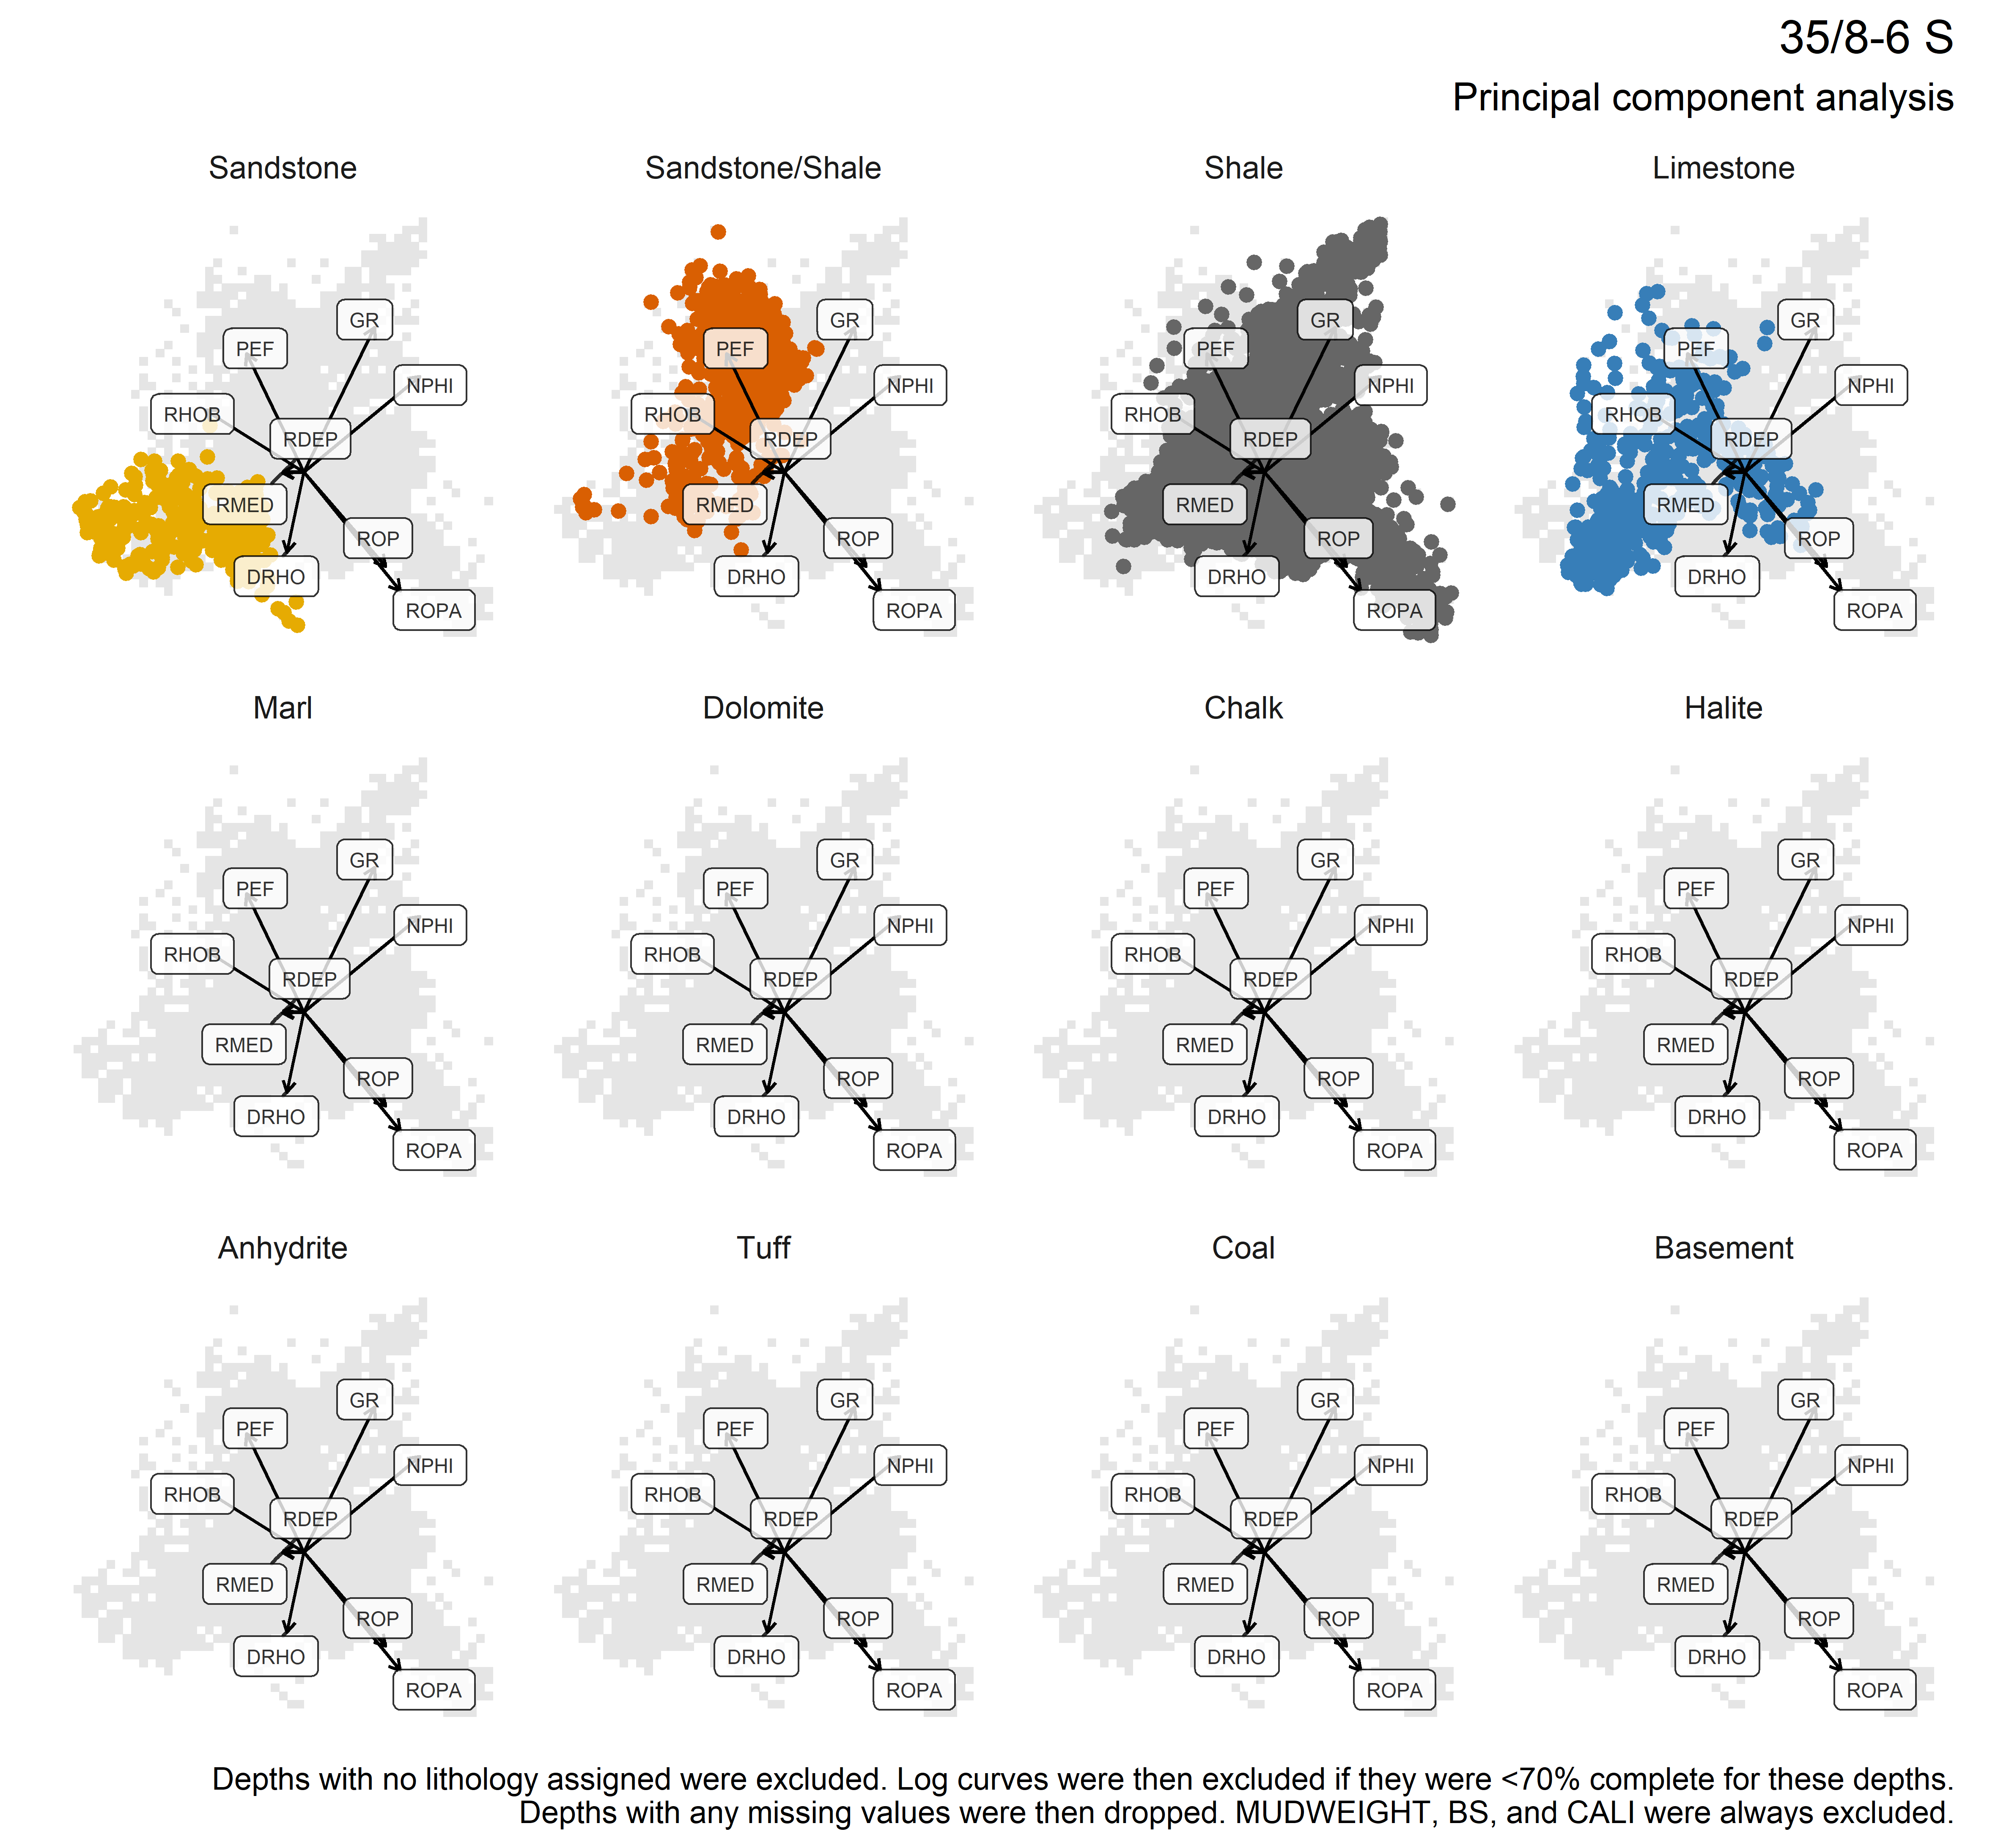 35/8-6 S
Principal component analysis
Sandstone
Sandstone/Shale
Shale
Limestone
GR
PEF
NPHI
RHOB
RDEP
RMED
ROP
DRHO
ROPA
GR
PEF
NPHI
RHOB
RDEP
RMED
ROP
DRHO
ROPA
GR
PEF
NPHI
RHOB
RDEP
RMED
ROP
DRHO
ROPA
GR
PEF
NPHI
RHOB
RDEP
RMED
ROP
DRHO
ROPA
Marl
Dolomite
Chalk
Halite
GR
PEF
NPHI
RHOB
RDEP
RMED
ROP
DRHO
ROPA
GR
PEF
NPHI
RHOB
RDEP
RMED
ROP
DRHO
ROPA
GR
PEF
NPHI
RHOB
RDEP
RMED
ROP
DRHO
ROPA
GR
PEF
NPHI
RHOB
RDEP
RMED
ROP
DRHO
ROPA
Anhydrite
Tuff
Coal
Basement
GR
PEF
NPHI
RHOB
RDEP
RMED
ROP
DRHO
ROPA
GR
PEF
NPHI
RHOB
RDEP
RMED
ROP
DRHO
ROPA
GR
PEF
NPHI
RHOB
RDEP
RMED
ROP
DRHO
ROPA
GR
PEF
NPHI
RHOB
RDEP
RMED
ROP
DRHO
ROPA
Depths with no lithology assigned were excluded. Log curves were then excluded if they were <70% complete for these depths.
Depths with any missing values were then dropped. MUDWEIGHT, BS, and CALI were always excluded.